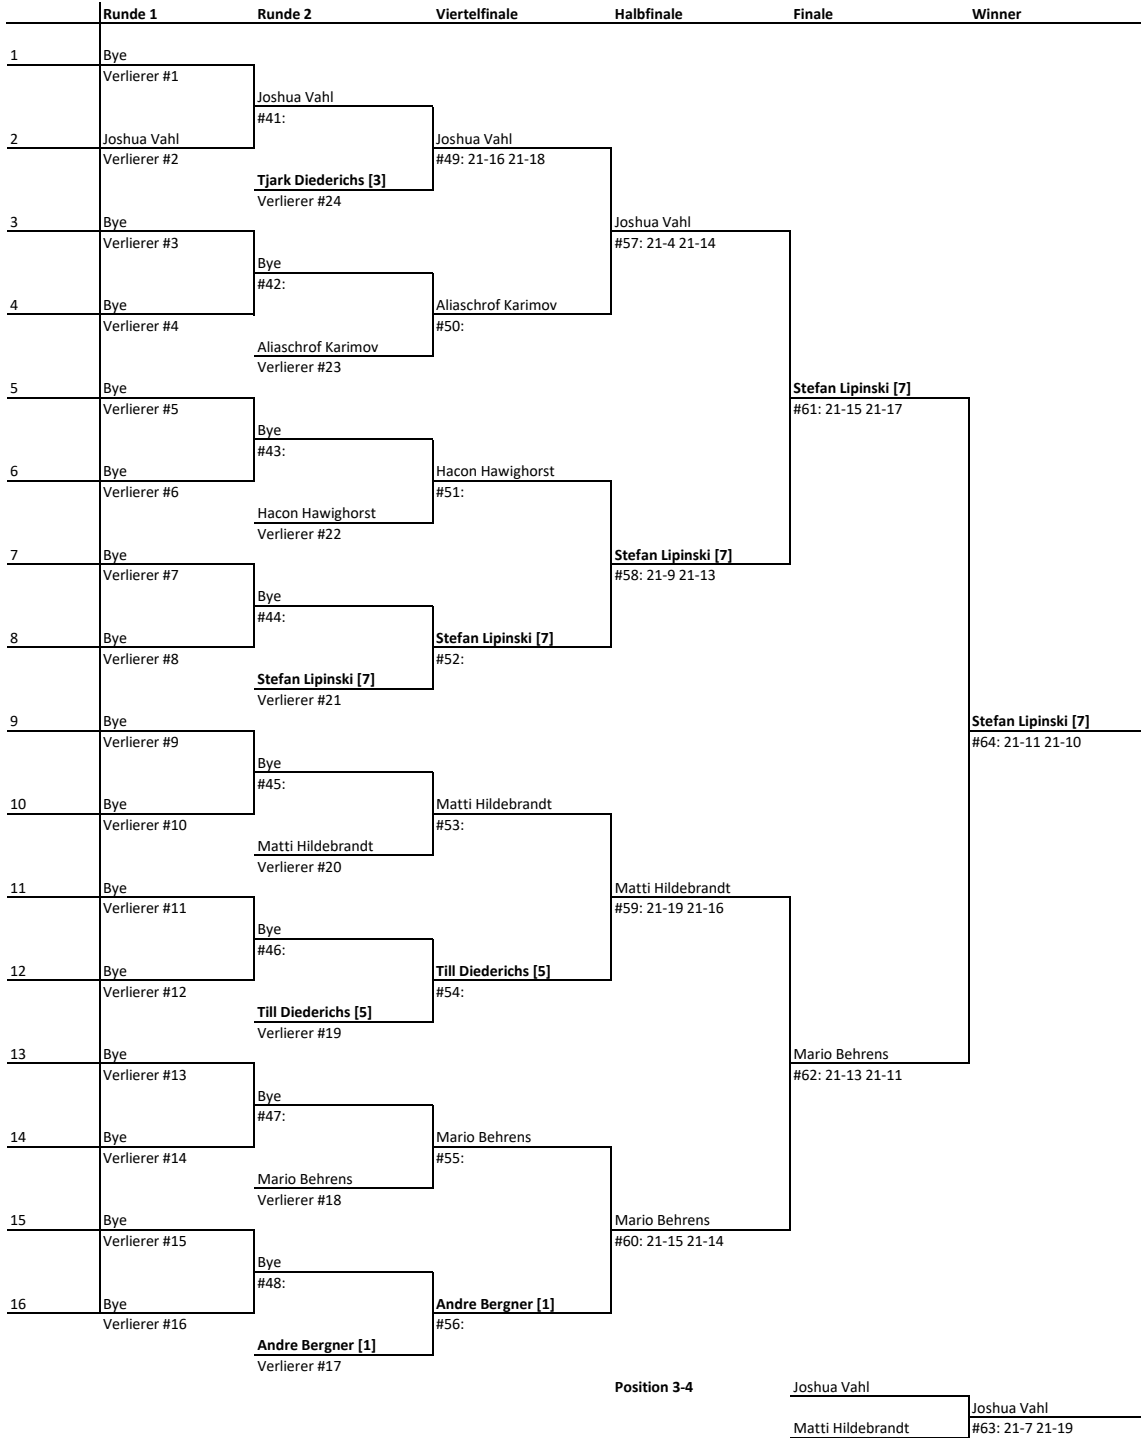 Runde 1 Runde 2 Viertelfinale Halbfinale Finale Winner
1 Bye
Verlierer #1
Joshua Vahl
#41:
2 Joshua Vahl Joshua Vahl
Verlierer #2 #49: 21-16 21-18
Tjark Diederichs [3]
Verlierer #24
3 Bye Joshua Vahl
Verlierer #3 #57: 21-4 21-14
Bye
#42:
4 Bye Aliaschrof Karimov
Verlierer #4 #50:
Aliaschrof Karimov
Verlierer #23
5 Bye Stefan Lipinski [7]
Verlierer #5 #61: 21-15 21-17
Bye
#43:
6 Bye Hacon Hawighorst
Verlierer #6 #51:
Hacon Hawighorst
Verlierer #22
7 Bye Stefan Lipinski [7]
Verlierer #7 #58: 21-9 21-13
Bye
#44:
8 Bye Stefan Lipinski [7]
Verlierer #8 #52:
Stefan Lipinski [7]
Verlierer #21
9 Bye Stefan Lipinski [7]
Verlierer #9 #64: 21-11 21-10
Bye
#45:
10 Bye Matti Hildebrandt
Verlierer #10 #53:
Matti Hildebrandt
Verlierer #20
11 Bye Matti Hildebrandt
Verlierer #11 #59: 21-19 21-16
Bye
#46:
12 Bye Till Diederichs [5]
Verlierer #12 #54:
Till Diederichs [5]
Verlierer #19
13 Bye Mario Behrens
Verlierer #13 #62: 21-13 21-11
Bye
#47:
14 Bye Mario Behrens
Verlierer #14 #55:
Mario Behrens
Verlierer #18
15 Bye Mario Behrens
Verlierer #15 #60: 21-15 21-14
Bye
#48:
16 Bye Andre Bergner [1]
Verlierer #16 #56:
Andre Bergner [1]
Verlierer #17
Position 3-4 Joshua Vahl
Joshua Vahl
Matti Hildebrandt #63: 21-7 21-19